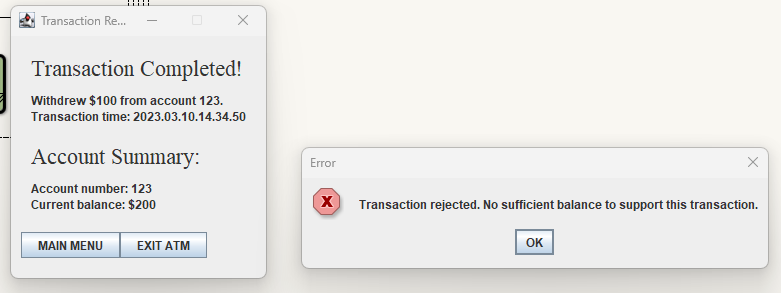 Transaction Re...
Transaction Completed!
Withdrew $100 from account 123.
Transaction time: 2023.03.10.14.34.50
Account Summary:
Account number: 123
Current balance: $200
MAIN MENU
EXIT ATM
Error
X
Transaction rejected. No sufficient balance to support this transaction.
OK